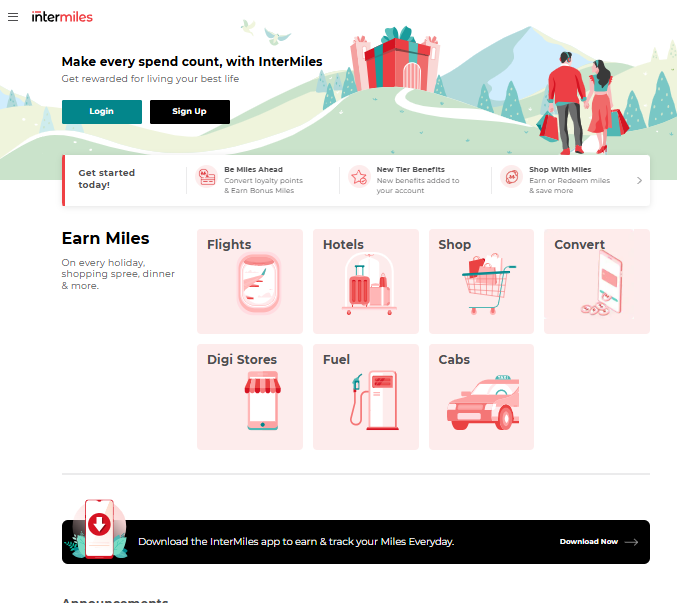 intermiles
Make every spend count, with InterMiles
Get rewarded for living your best life
Login
Sign Up
Get started
today!
Be Miles Ahead
Convert loyalty points
& Earn Bonus Miles
New Tier Benefits
New benefits added to
your account
Shop With Miles
Earn or Redeem miles
& save more
Earn Miles
On every holiday,
shopping spree, dinner
& more.
Flights
Hotels
Shop
Convert
Digi Stores
Fuel
Cabs
Download the InterMiles app to earn & track your Miles Everyday.
Download Now
Announcements